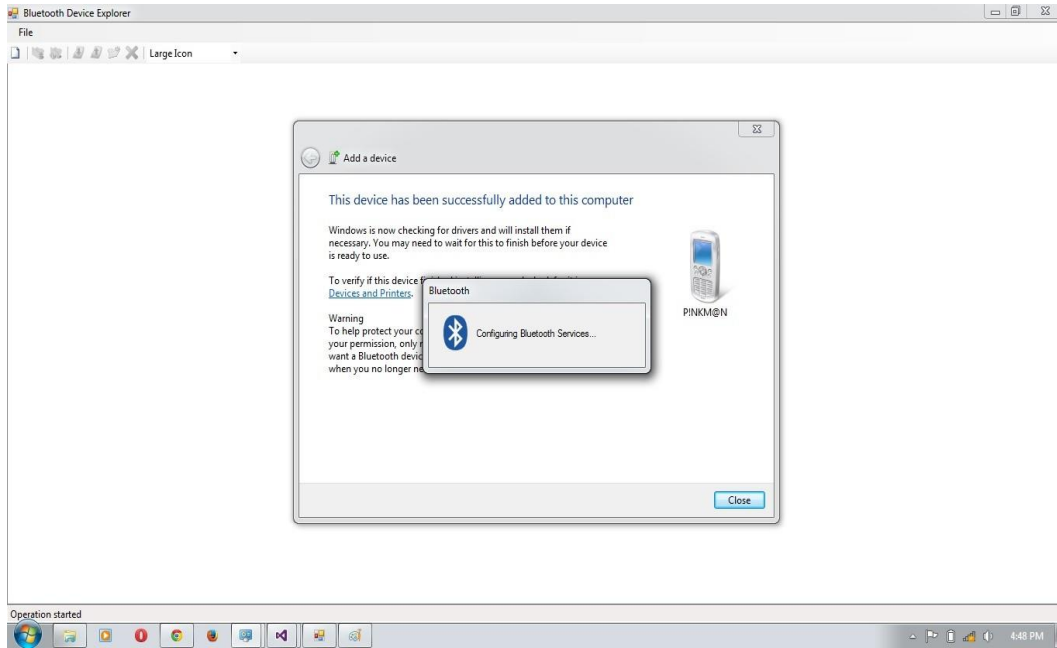 Bluetooth Device Explorer
File
Large Icon
Add a device
This device has been successfully added to this computer
Windows is now checking for drivers and will install them if
necessary. You may need to wait for this to finish before your device
is ready to use.
To verify if this device
Devices and Printers.
Warning
To help protect your
your permission, only
want a Bluetooth
when you no longer
P!NKM@N
Bluetooth
Configuring Bluetooth Services...
Close
Operation started
4:48 PM